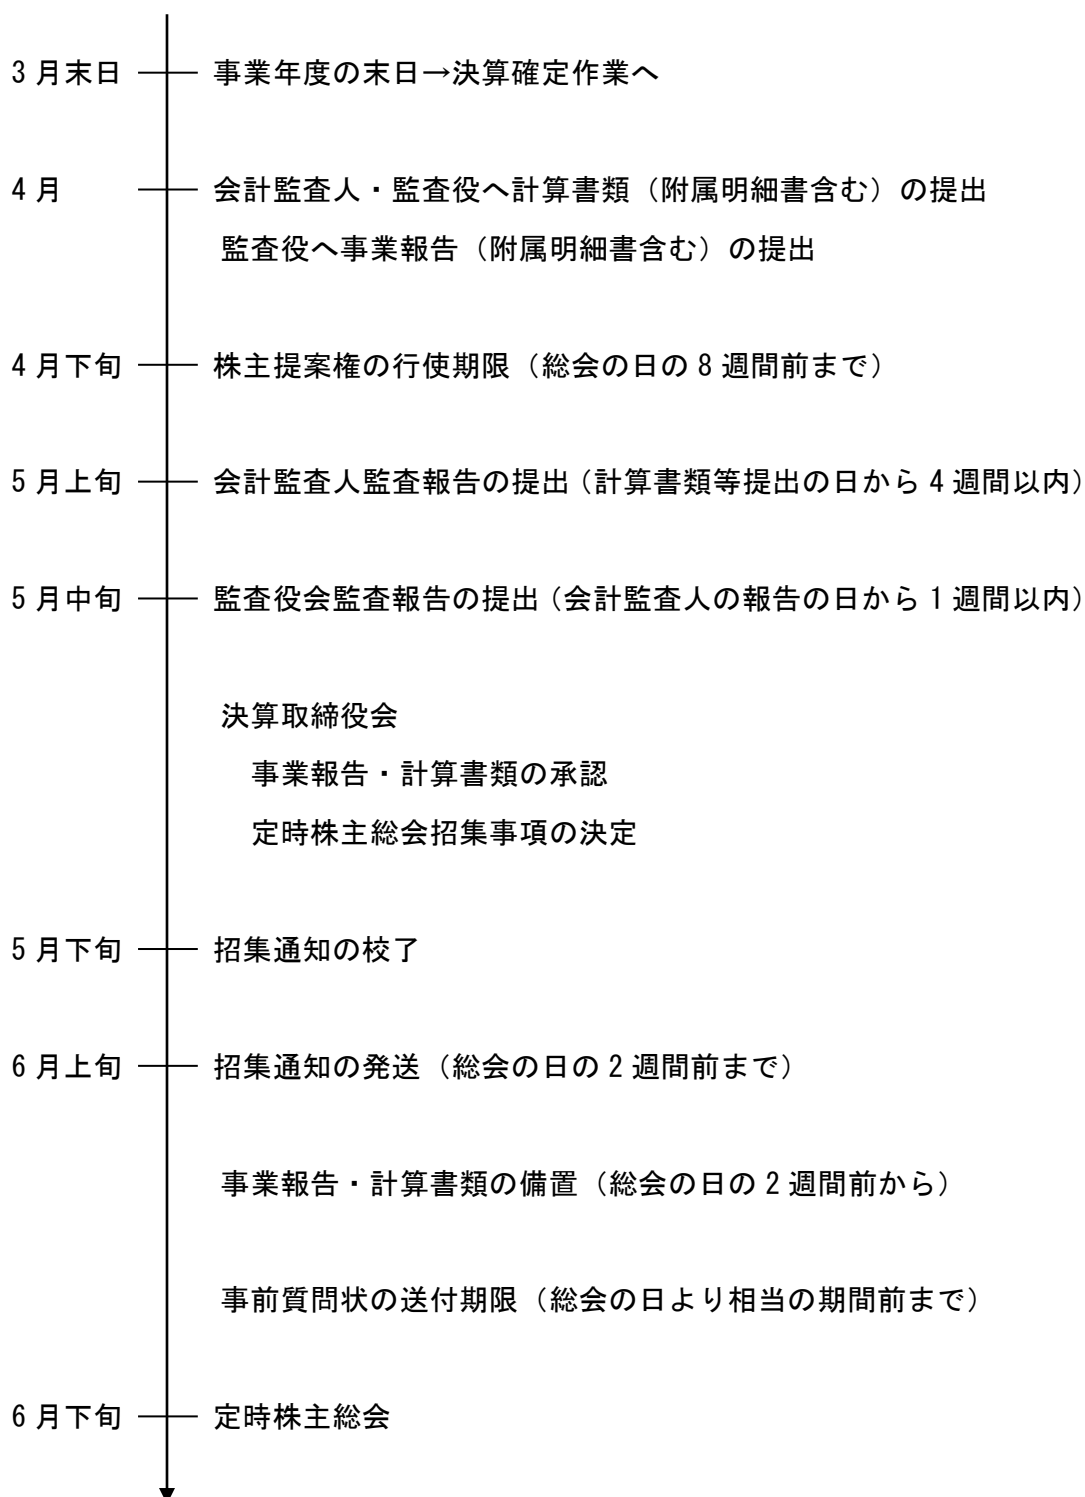 3月末日 事業年度の末日→決算確定作業へ
4月 会計監査人・監査役へ計算書類（附属明細書含む）の提出
監査役へ事業報告（附属明細書含む）の提出
4月下旬 株主提案権の行使期限（総会の日の8週間前まで）
5月上旬 会計監査人監査報告の提出（計算書類等提出の日から4週間以内）
5月中旬 監査役会監査報告の提出（会計監査人の報告の日から1週間以内）
決算取締役会
事業報告・計算書類の承認
定時株主総会招集事項の決定
5月下旬 招集通知の校了
6月上旬 招集通知の発送（総会の日の2週間前まで）
事業報告・計算書類の備置（総会の日の2週間前から）
事前質問状の送付期限（総会の日より相当の期間前まで）
6月下旬 定時株主総会